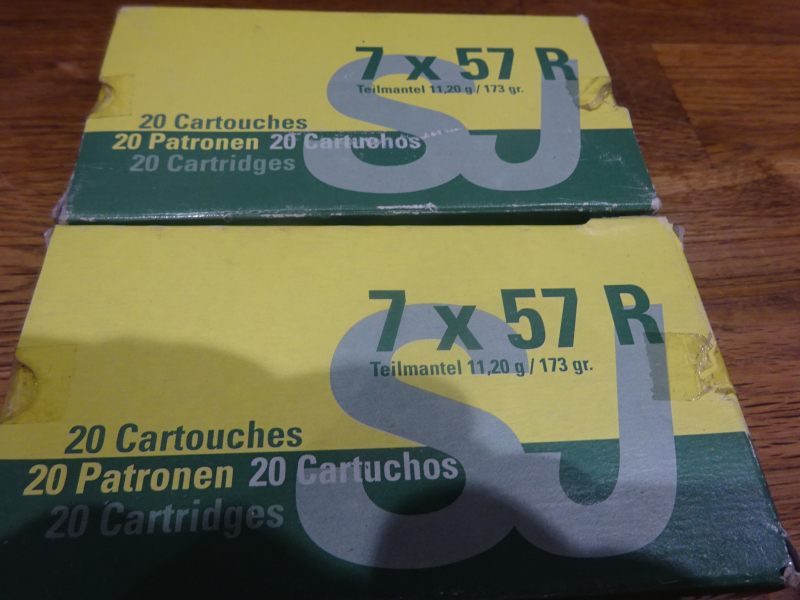 7 x 57 R
Teilmantel 11,20 g / 173 gr.
SJ
20 Cartouches
20 Patronen 20 Cartuchos
20 Cartridges
7 x 57 R
Teilmantel 11,20 g / 173 gr.
SJ
20 Cartouches
20 Patronen 20 Cartuchos
20 Cartridges